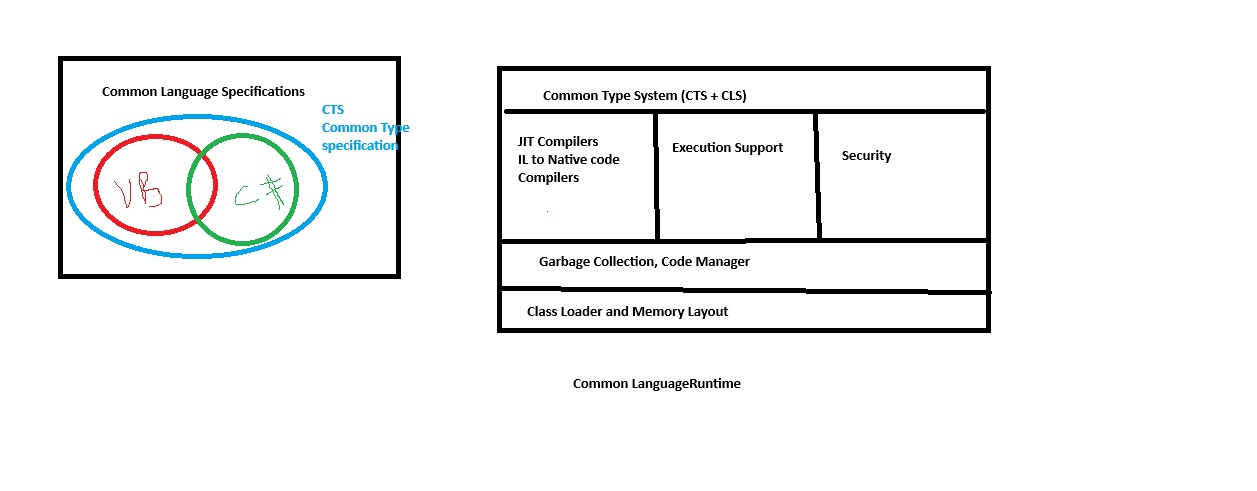 Common Language Specifications
CTS
Common Type
specification
VB
C#
Common Type System (CTS + CLS)
JIT Compilers
IL to Native code
Compilers
Execution Support
Security
Garbage Collection, Code Manager
Class Loader and Memory Layout
Common LanguageRuntime